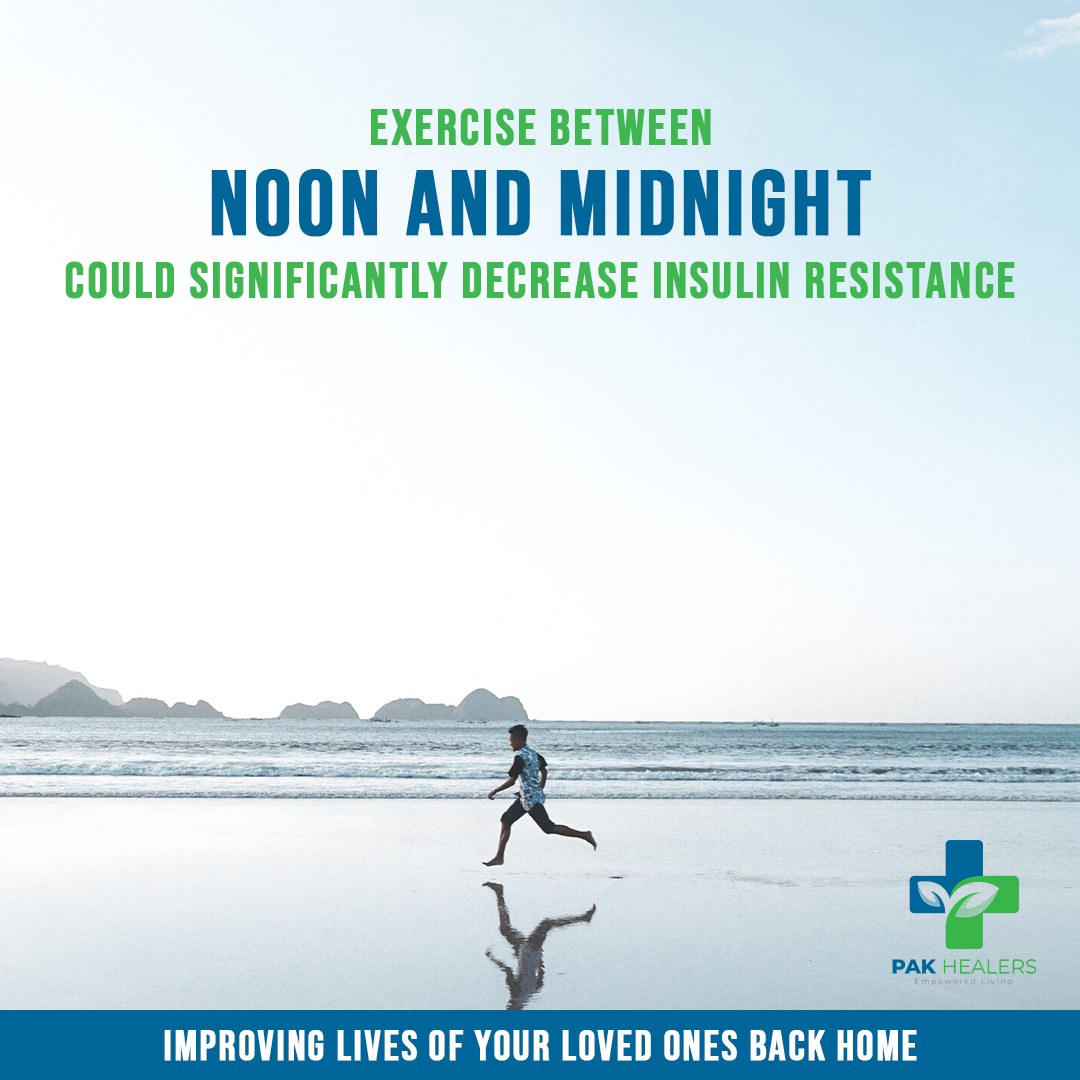 EXERCISE BETWEEN
NOON AND MIDNIGHT
COULD SIGNIFICANTLY DECREASE INSULIN RESISTANCE
PAK HEALERS
Empowered Living
IMPROVING LIVES OF YOUR LOVED ONES BACK HOME